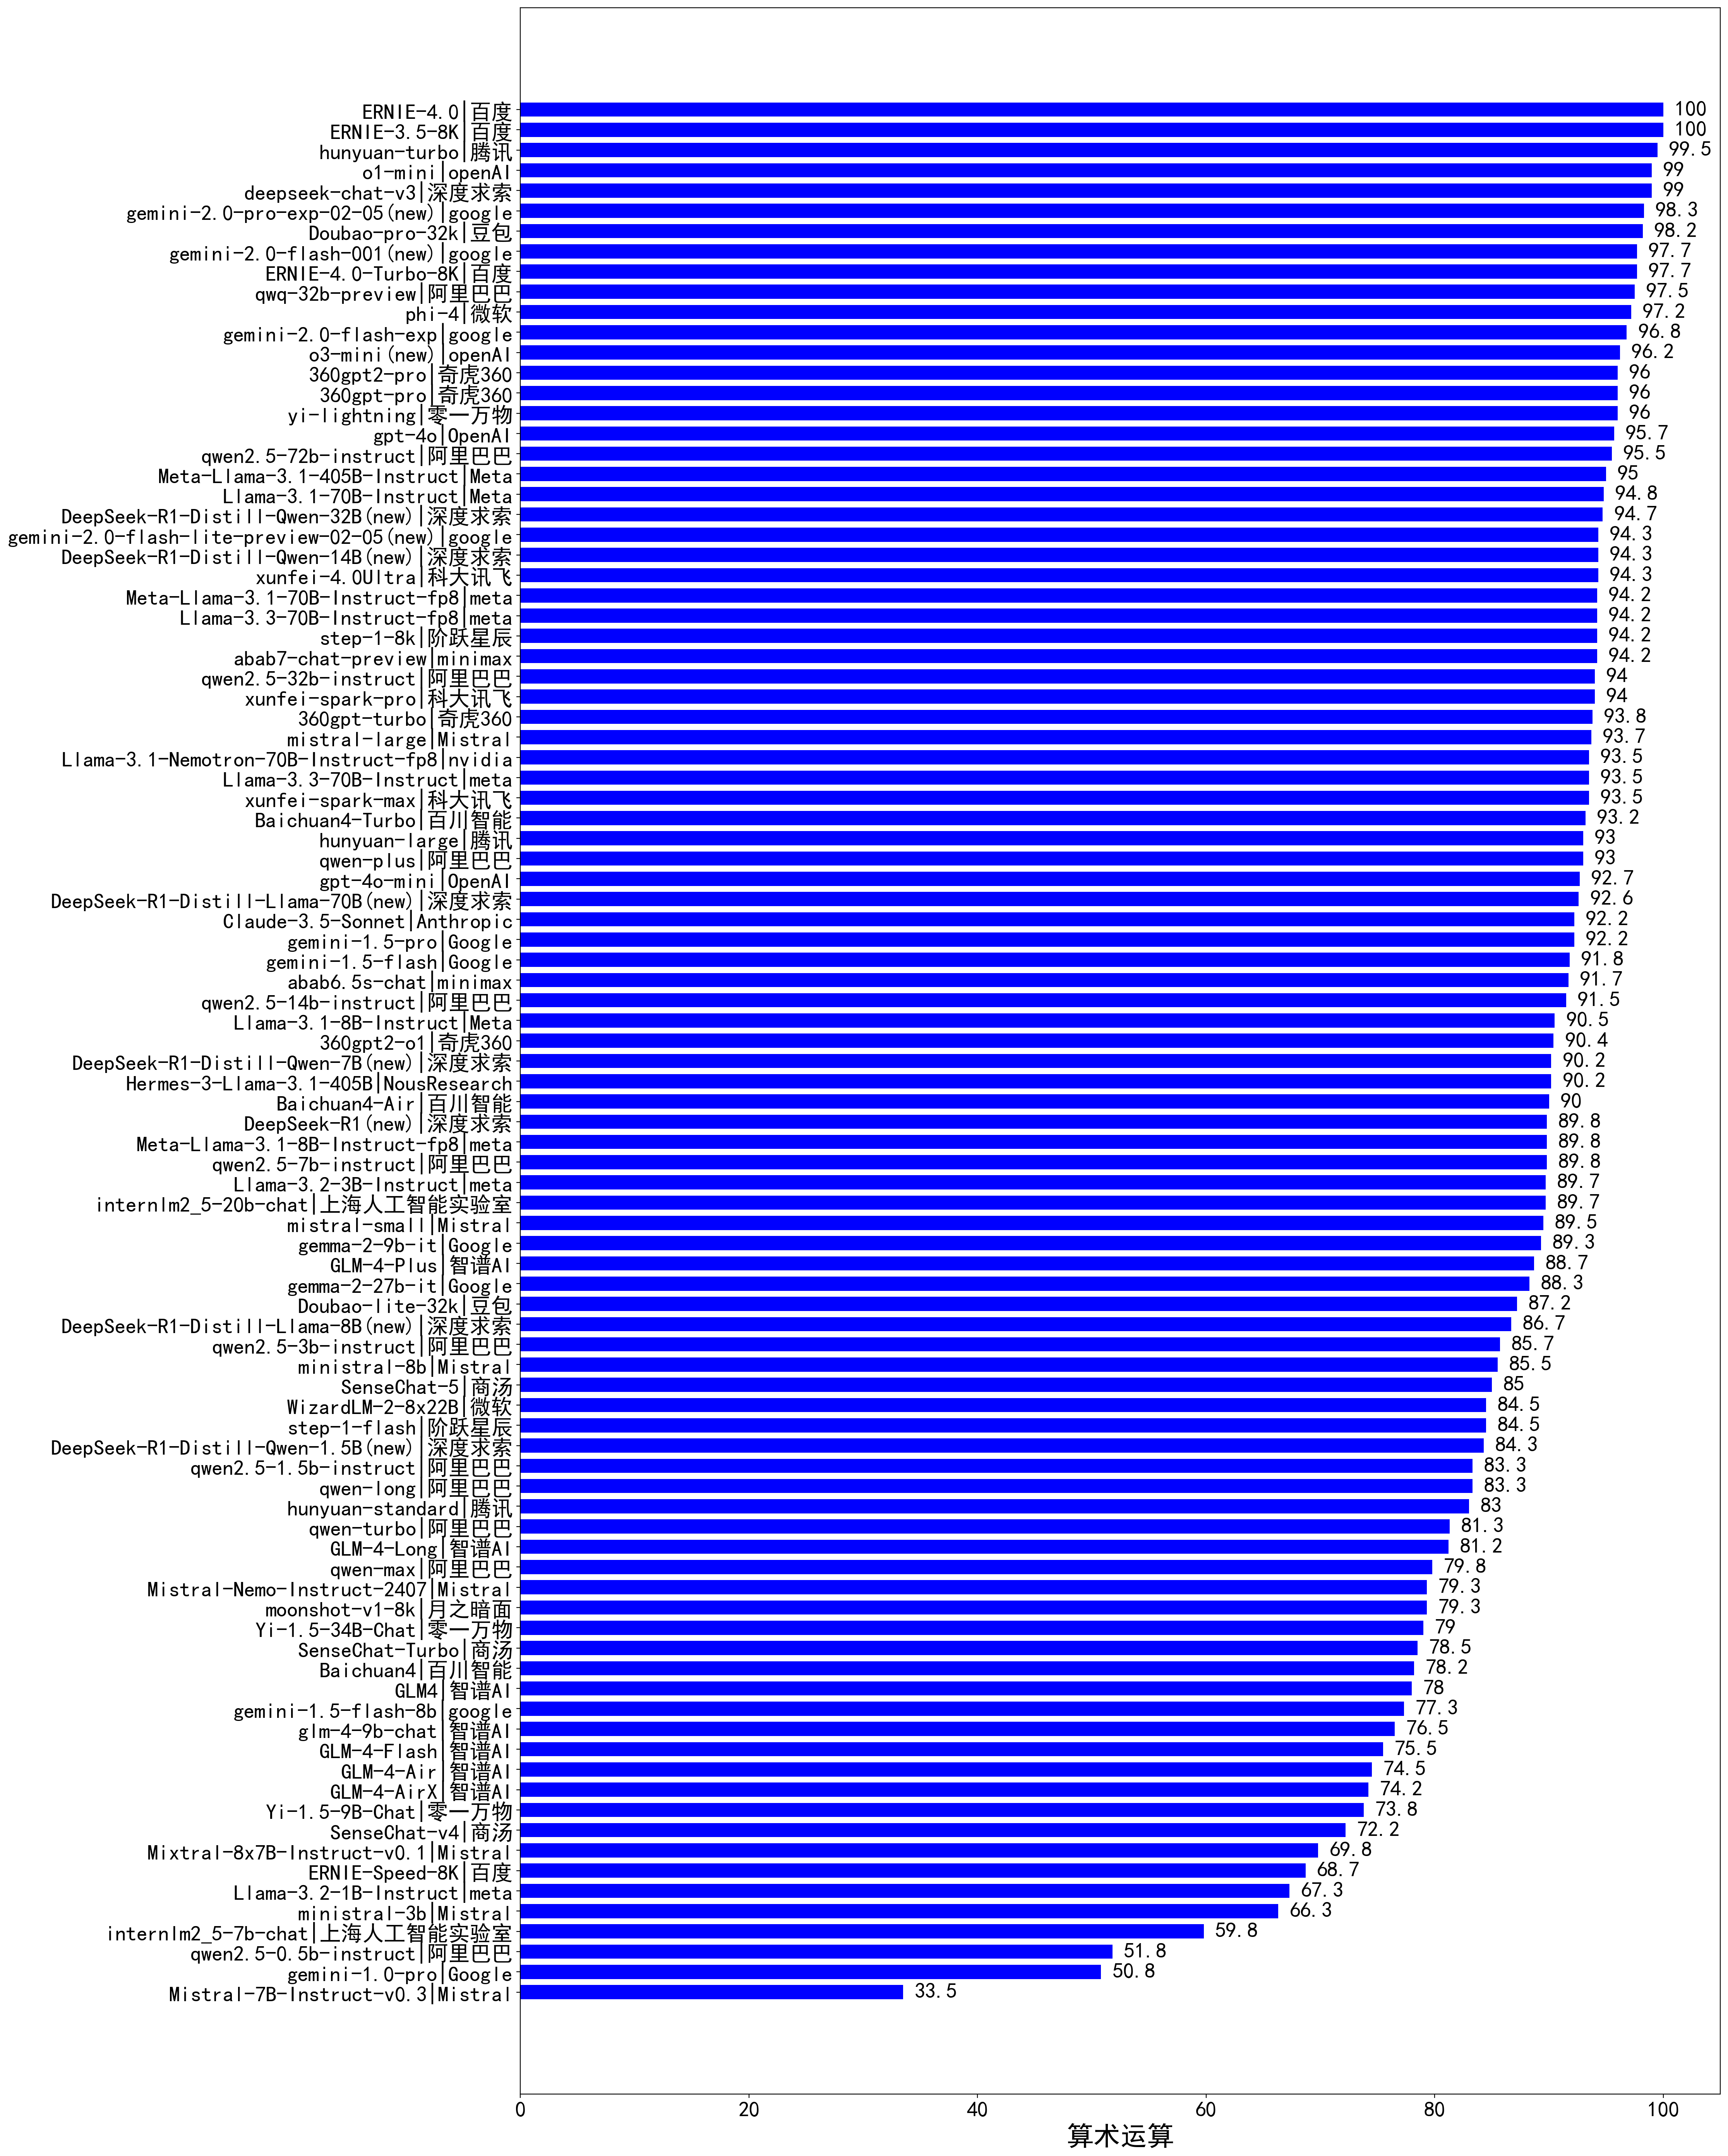 ERNIE-4.0|百度 100
ERNIE-3.5-8K|百度 100
hunyuan-turbo|腾讯 99.5
o1-mini|openAI 99
deepseek-chat-v3|深度求索 99
gemini-2.0-pro-exp-02-05(new)|google 98.3
Doubao-pro-32k|豆包 98.2
gemini-2.0-flash-001(new)|google 97.7
ERNIE-4.0-Turbo-8K|百度 97.7
qwq-32b-preview|阿里巴巴 97.5
phi-4|微软 97.2
gemini-2.0-flash-exp|google 96.8
o3-mini(new)|openAI 96.2
360gpt2-pro|奇虎360 96
360gpt-pro|奇虎360 96
yi-lightning|零一万物 96
gpt-4o|OpenAI 95.7
qwen2.5-72b-instruct|阿里巴巴 95.5
Meta-Llama-3.1-405B-Instruct|Meta 95
Llama-3.1-70B-Instruct|Meta 94.8
DeepSeek-R1-Distill-Qwen-32B(new)|深度求索 94.7
gemini-2.0-flash-lite-preview-02-05(new)|google 94.3
DeepSeek-R1-Distill-Qwen-14B(new)|深度求索 94.3
xunfei-4.0Ultra|科大讯飞 94.3
Meta-Llama-3.1-70B-Instruct-fp8|meta 94.2
Llama-3.3-70B-Instruct-fp8|meta 94.2
step-1-8k|阶跃星辰 94.2
abab7-chat-preview|minimax 94.2
qwen2.5-32b-instruct|阿里巴巴 94
xunfei-spark-pro|科大讯飞 94
360gpt-turbo|奇虎360 93.8
mistral-large|Mistral 93.7
Llama-3.1-Nemotron-70B-Instruct-fp8|nvidia 93.5
Llama-3.3-70B-Instruct|meta 93.5
xunfei-spark-max|科大讯飞 93.5
Baichuan4-Turbo|百川智能 93.2
hunyuan-large|腾讯 93
qwen-plus|阿里巴巴 93
gpt-4o-mini|OpenAI 92.7
DeepSeek-R1-Distill-Llama-70B(new)|深度求索 92.6
Claude-3.5-Sonnet|Anthropic 92.2
gemini-1.5-pro|Google 92.2
gemini-1.5-flash|Google 91.8
abab6.5s-chat|minimax 91.7
qwen2.5-14b-instruct|阿里巴巴 91.5
Llama-3.1-8B-Instruct|Meta 90.5
360gpt2-o1|奇虎360 90.4
DeepSeek-R1-Distill-Qwen-7B(new)|深度求索 90.2
Hermes-3-Llama-3.1-405B|NousResearch 90.2
Baichuan4-Air|百川智能 90
DeepSeek-R1(new)|深度求索 89.8
Meta-Llama-3.1-8B-Instruct-fp8|meta 89.8
qwen2.5-7b-instruct|阿里巴巴 89.8
Llama-3.2-3B-Instruct|meta 89.7
internlm2_5-20b-chat|上海人工智能实验室 89.7
mistral-small|Mistral 89.5
gemma-2-9b-it|Google 89.3
GLM-4-Plus|智谱AI 88.7
gemma-2-27b-it|Google 88.3
Doubao-lite-32k|豆包 87.2
DeepSeek-R1-Distill-Llama-8B(new)|深度求索 86.7
qwen2.5-3b-instruct|阿里巴巴 85.7
ministral-8b|Mistral 85.5
SenseChat-5|商汤 85
WizardLM-2-8x22B|微软 84.5
step-1-flash|阶跃星辰 84.5
DeepSeek-R1-Distill-Qwen-1.5B(new)|深度求索 84.3
qwen2.5-1.5b-instruct|阿里巴巴 83.3
qwen-long|阿里巴巴 83.3
hunyuan-standard|腾讯 83
qwen-turbo|阿里巴巴 81.3
GLM-4-Long|智谱AI 81.2
qwen-max|阿里巴巴 79.8
Mistral-Nemo-Instruct-2407|Mistral 79.3
moonshot-v1-8k|月之暗面 79.3
Yi-1.5-34B-Chat|零一万物 79
SenseChat-Turbo|商汤 78.5
Baichuan4|百川智能 78.2
GLM4|智谱AI 78
gemini-1.5-flash-8b|google 77.3
glm-4-9b-chat|智谱AI 76.5
GLM-4-Flash|智谱AI 75.5
GLM-4-Air|智谱AI 74.5
GLM-4-AirX|智谱AI 74.2
Yi-1.5-9B-Chat|零一万物 73.8
SenseChat-v4|商汤 72.2
Mixtral-8x7B-Instruct-v0.1|Mistral 69.8
ERNIE-Speed-8K|百度 68.7
Llama-3.2-1B-Instruct|meta 67.3
ministral-3b|Mistral 66.3
internlm2_5-7b-chat|上海人工智能实验室 59.8
qwen2.5-0.5b-instruct|阿里巴巴 51.8
gemini-1.0-pro|Google 50.8
Mistral-7B-Instruct-v0.3|Mistral 33.5
0 20 40 60 80 100
算术运算